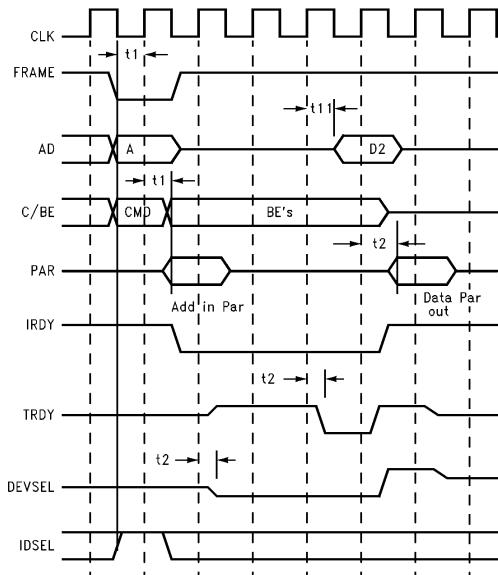 CLK
t1
FRAME
t11
AD A D2
t1
C/BE CMD BE's
t2
PAR
Add in Par Data Par
out
IRDY
t2
TRDY
t2
DEVSEL
IDSEL